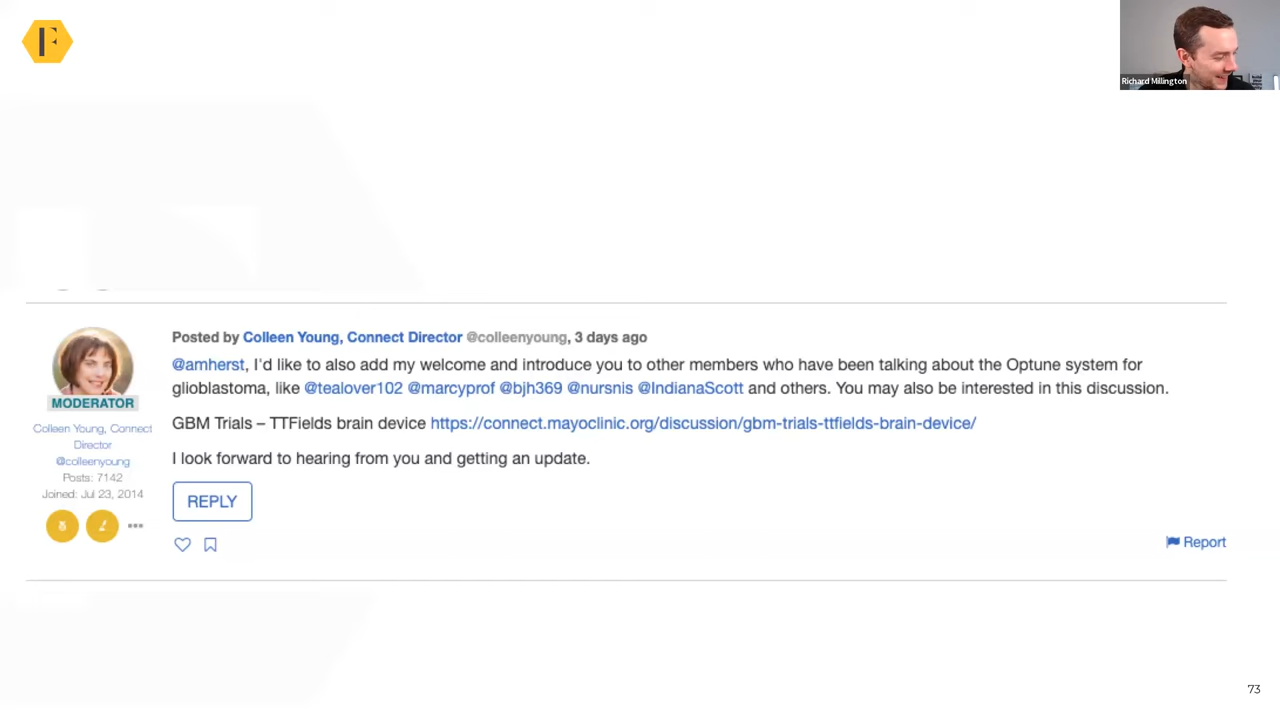 F
Richard Millington
Posted by Colleen Young, Connect Director @colleenyoung, 3 days ago
@amherst, I'd like to also add my welcome and introduce you to other members who have been talking about the Optune system for
glioblastoma, like @tealover102 @marcyprof @bjh369 @nursnis @IndianaScott and others. You may also be interested in this discussion.
GBM Trials – TTFields brain device https://connect.mayoclinic.org/discussion/gbm-trials-ttfields-brain-device/
I look forward to hearing from you and getting an update.
REPLY
MODERATOR
Colleen Young, Connect
Director
@colleenyoung
Posts: 7142
Joined: Jul 23, 2014
Report
73